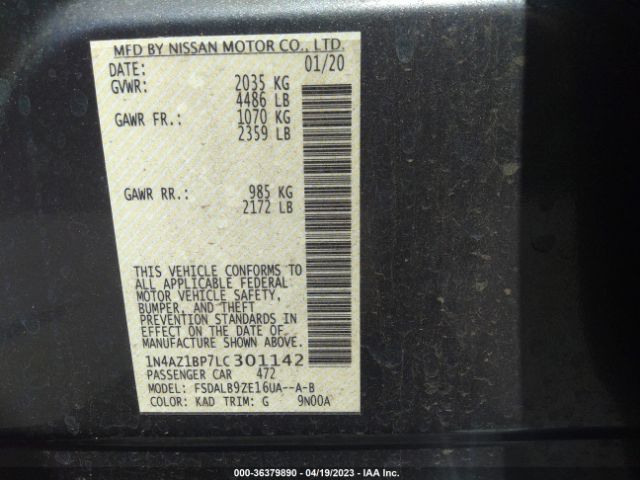 MFD BY NISSAN MOTOR CO., LTD.
DATE: 01/20
GVWR: 2035 KG
4486 LB
GAWR FR.: 1070 KG
2359 LB
GAWR RR.: 985 KG
2172 LB
THIS VEHICLE CONFORMS TO
ALL APPLICABLE FEDERAL
MOTOR VEHICLE SAFETY,
BUMPER, AND THEFT
PREVENTION STANDARDS IN
EFFECT ON THE DATE OF
MANUFACTURE SHOWN ABOVE.
1N4AZ1BP7LC301142
PASSENGER CAR 472
MODEL: FSDALB9ZE16UA--A-B
COLOR: KAD TRIM: G 9N00A
000-36379890 - 04/19/2023 - IAA Inc.